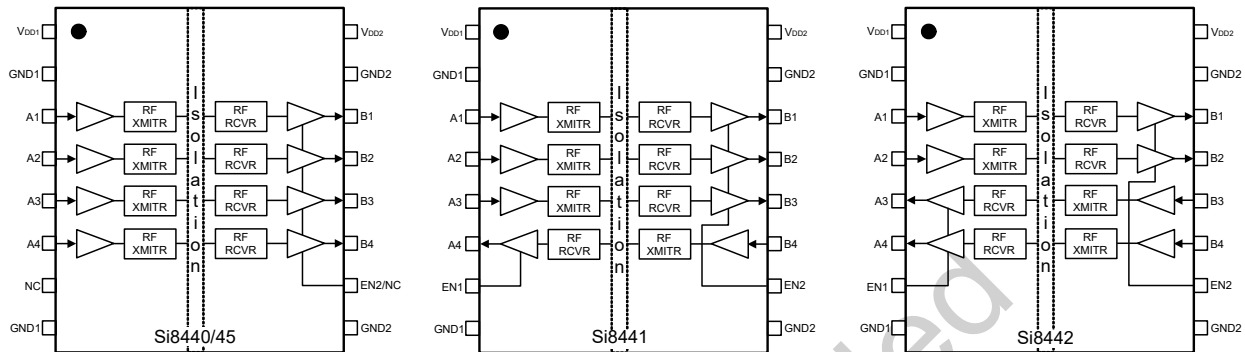 VDD1
GND1
A1
A2
A3
A4
NC
GND1
RF
XMITR
RF
XMITR
RF
XMITR
RF
XMITR
Isolation
RF
RCVR
RF
RCVR
RF
RCVR
RF
RCVR
VDD2
GND2
B1
B2
B3
B4
EN2/NC
GND2
Si8440/45
VDD1
GND1
A1
A2
A3
A4
EN1
GND1
RF
XMITR
RF
XMITR
RF
XMITR
RF
RCVR
Isolation
RF
RCVR
RF
RCVR
RF
RCVR
RF
XMITR
VDD2
GND2
B1
B2
B3
B4
EN2
GND2
Si8441
VDD1
GND1
A1
A2
A3
A4
EN1
GND1
RF
XMITR
RF
XMITR
RF
RCVR
RF
RCVR
Isolation
RF
RCVR
RF
RCVR
RF
XMITR
RF
XMITR
VDD2
GND2
B1
B2
B3
B4
EN2
GND2
Si8442
ed